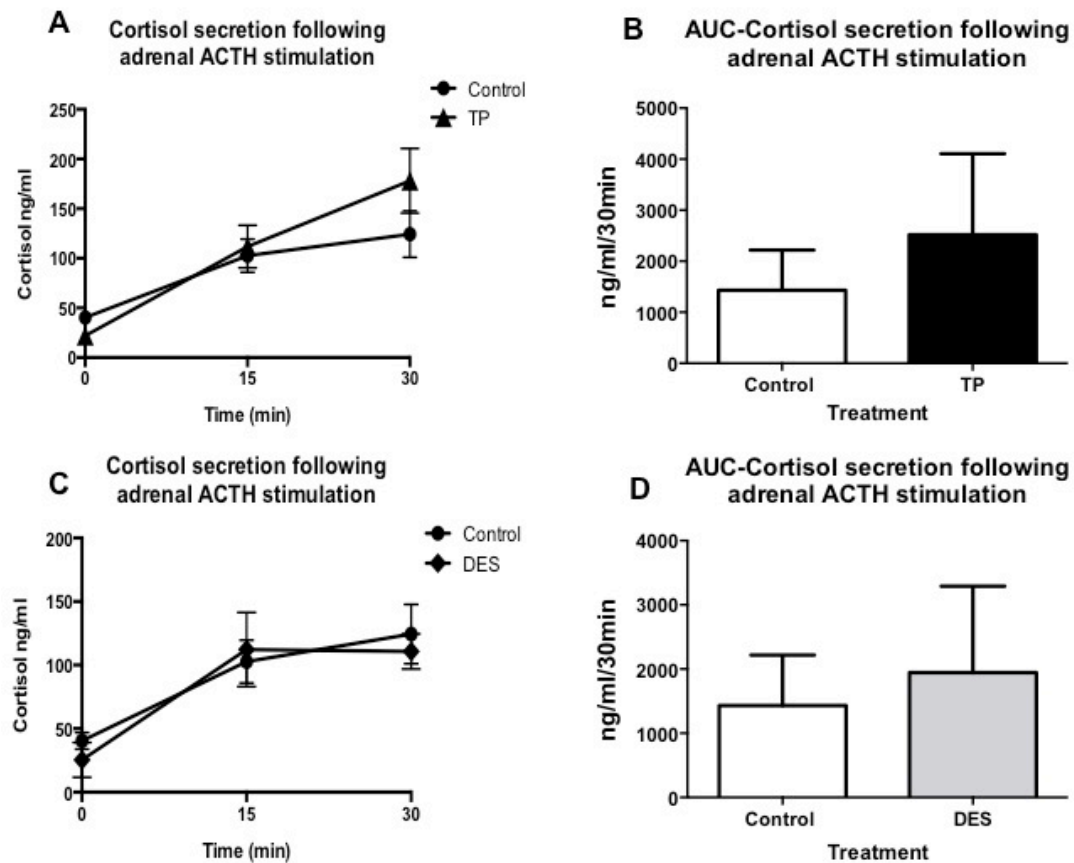 A
Cortisol secretion following
adrenal ACTH stimulation
Control
TP
250
200
150
100
50
0
Cortisol ng/ml
0 15 30
Time (min)
B
AUC-Cortisol secretion following
adrenal ACTH stimulation
5000
4000
3000
2000
1000
0
ng/ml/30min
Control TP
Treatment
C
Cortisol secretion following
adrenal ACTH stimulation
Control
DES
200
150
100
50
0
Cortisol ng/ml
0 15 30
Time (min)
D
AUC-Cortisol secretion following
adrenal ACTH stimulation
4000
3000
2000
1000
0
ng/ml/30min
Control DES
Treatment